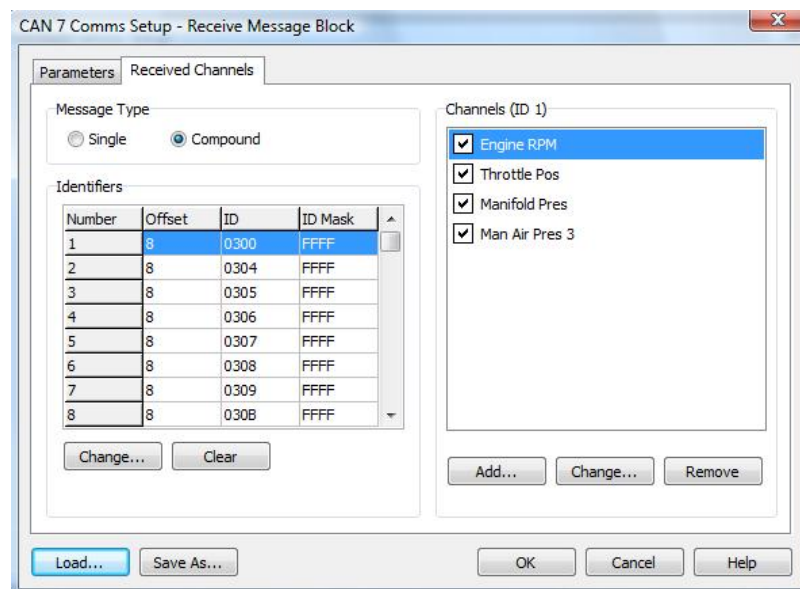 CAN 7 Comms Setup - Receive Message Block
Parameters Received Channels
Message Type
Single Compound
Identifiers
Number Offset ID ID Mask
1 8 0300 FFFF
2 8 0304 FFFF
3 8 0305 FFFF
4 8 0306 FFFF
5 8 0307 FFFF
6 8 0308 FFFF
7 8 0309 FFFF
8 8 030B FFFF
Change... Clear
Channels (ID 1)
Engine RPM
Throttle Pos
Manifold Pres
Man Air Pres 3
Add... Change... Remove
Load... Save As... OK Cancel Help